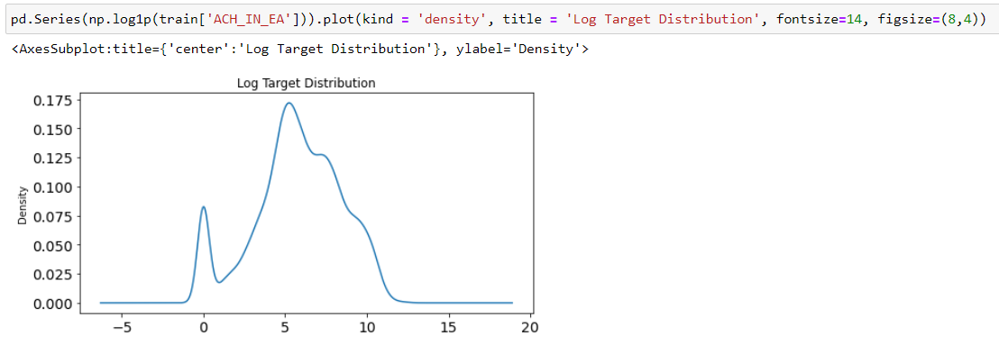 pd.Series(np.log1p(train['ACH_IN_EA'])).plot(kind = 'density', title = 'Log Target Distribution', fontsize=14, figsize=(8,4))
<AxesSubplot:title={'center':'Log Target Distribution'}, ylabel='Density'>
Log Target Distribution
0.175
0.150
0.125
0.100
0.075
0.050
0.025
0.000
Density
−5 0 5 10 15 20